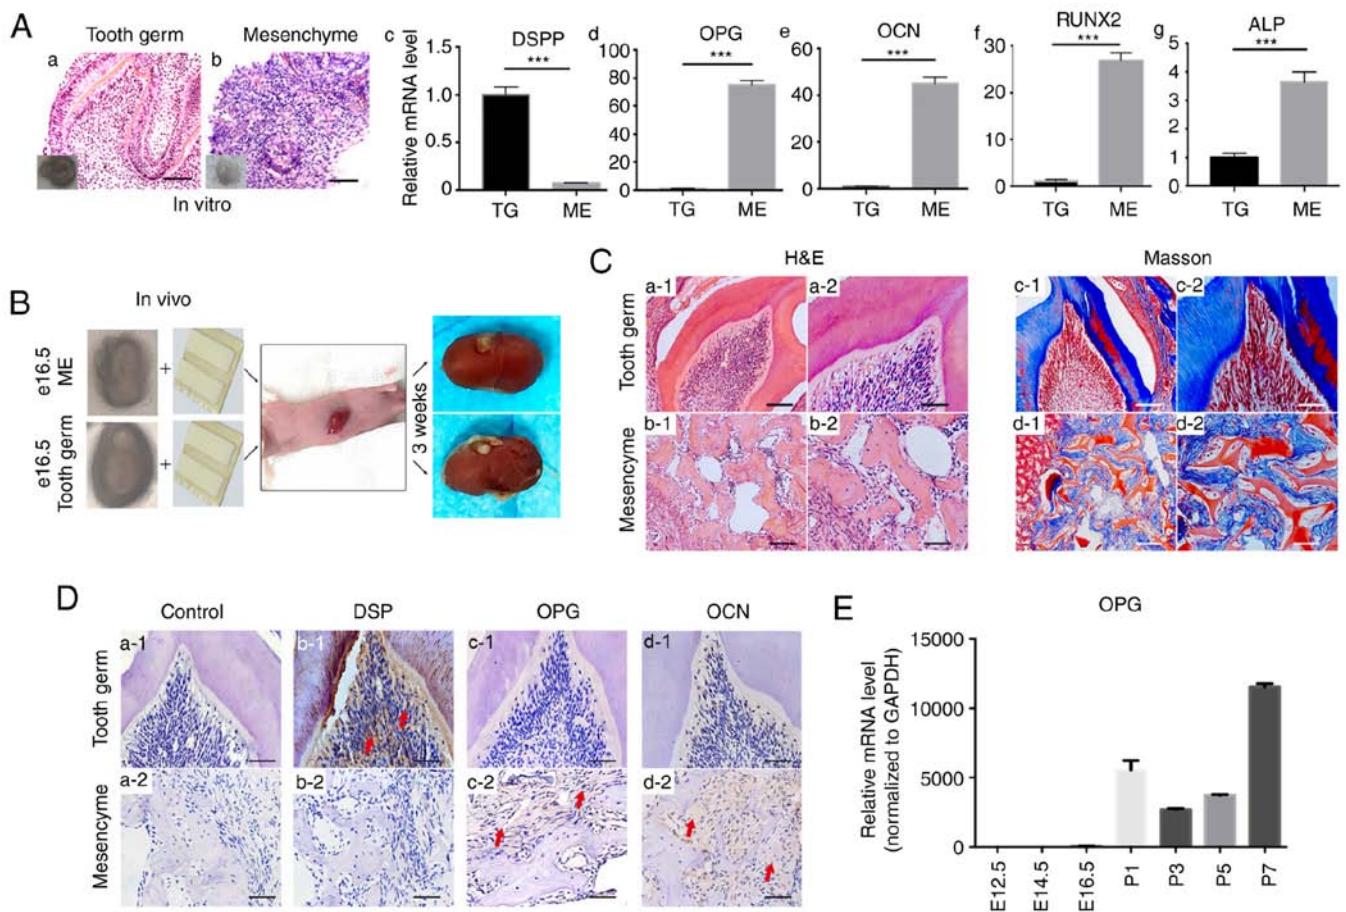 A
Tooth germ
Mesenchyme
a
b
In vitro
c
DSPP
Relative mRNA level
1.5
1.0
0.5
0
***
TG
ME
d
OPG
100
80
60
40
20
0
***
TG
ME
e
OCN
60
40
20
0
***
TG
ME
f
RUNX2
30
20
10
0
***
TG
ME
g
ALP
5
4
3
2
1
0
***
TG
ME
B
In vivo
e16.5
ME
+
e16.5
Tooth germ
+
3 weeks
C
H&E
Masson
Tooth germ
a-1
a-2
c-1
c-2
Mesencyme
b-1
b-2
d-1
d-2
D
Control
DSP
OPG
OCN
Tooth germ
a-1
b-1
c-1
d-1
Mesencyme
a-2
b-2
c-2
d-2
E
OPG
Relative mRNA level
(normalized to GAPDH)
15000
10000
5000
0
E12.5
E14.5
E16.5
P1
P3
P5
P7